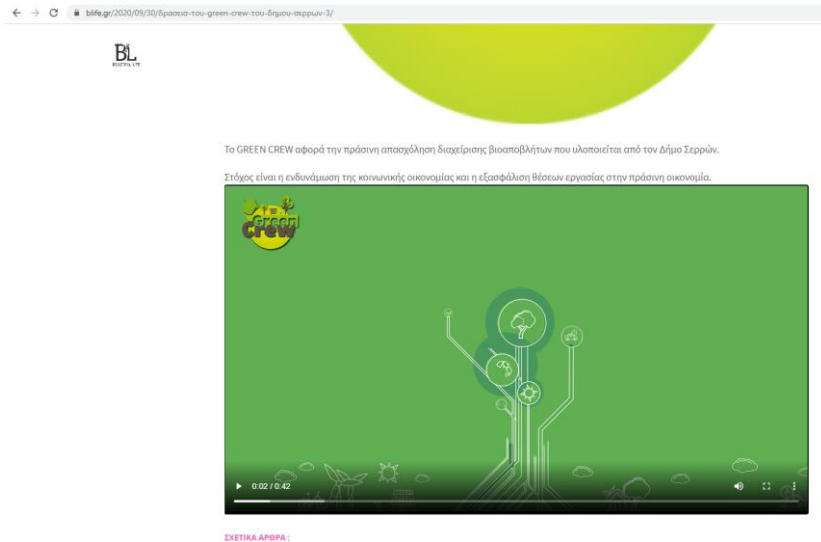 blife.gr/2020/09/30/δρασεισ-του-green-crew-του-δημου-σερρων-3/
BL
BEAUTIFUL LIFE
Το GREEN CREW αφορά την πράσινη απασχόληση διαχείρισης βιοαποβλήτων που υλοποιείται από τον Δήμο Σερρών.
Στόχος είναι η ενδυνάμωση της κοινωνικής οικονομίας και η εξασφάλιση θέσεων εργασίας στην πράσινη οικονομία.
Green
Crew
0:02 / 0:42
ΣΧΕΤΙΚΑ ΑΡΘΡΑ :